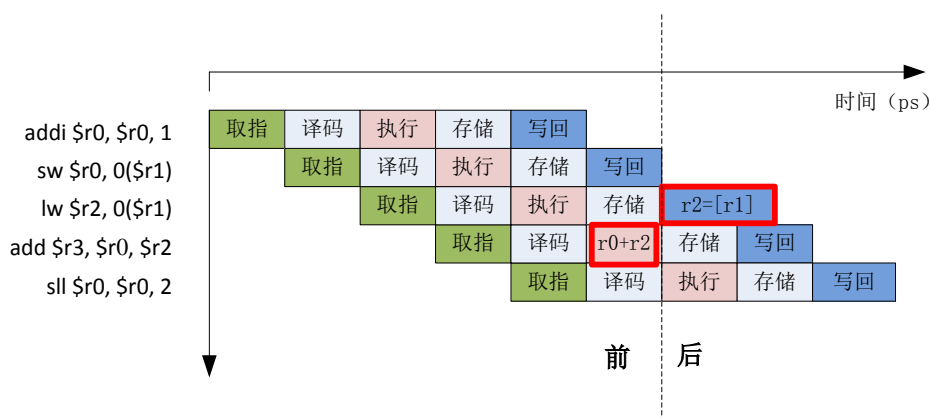 时间（ps）
addi $r0, $r0, 1 取指 译码 执行 存储 写回
sw $r0, 0($r1) 取指 译码 执行 存储 写回
lw $r2, 0($r1) 取指 译码 执行 存储 r2=[r1]
add $r3, $r0, $r2 取指 译码 r0+r2 存储 写回
sll $r0, $r0, 2 取指 译码 执行 存储 写回
前 后